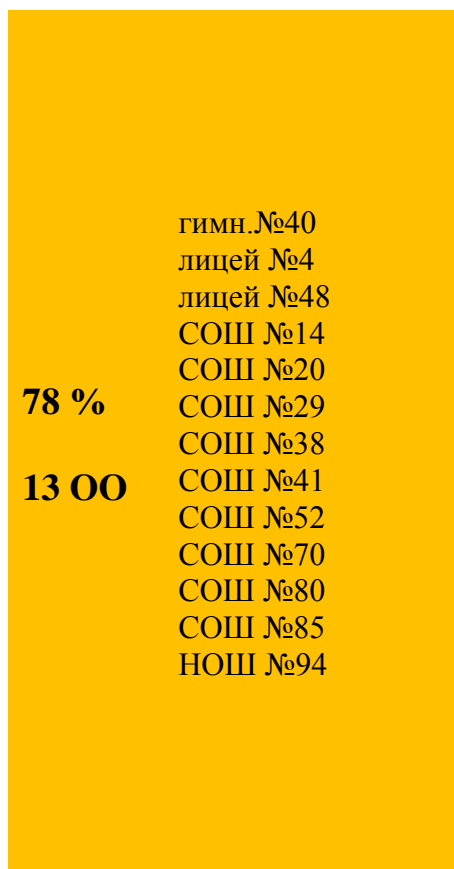 78 %
13 ОО
гимн.№40
лицей №4
лицей №48
СОШ №14
СОШ №20
СОШ №29
СОШ №38
СОШ №41
СОШ №52
СОШ №70
СОШ №80
СОШ №85
НОШ №94